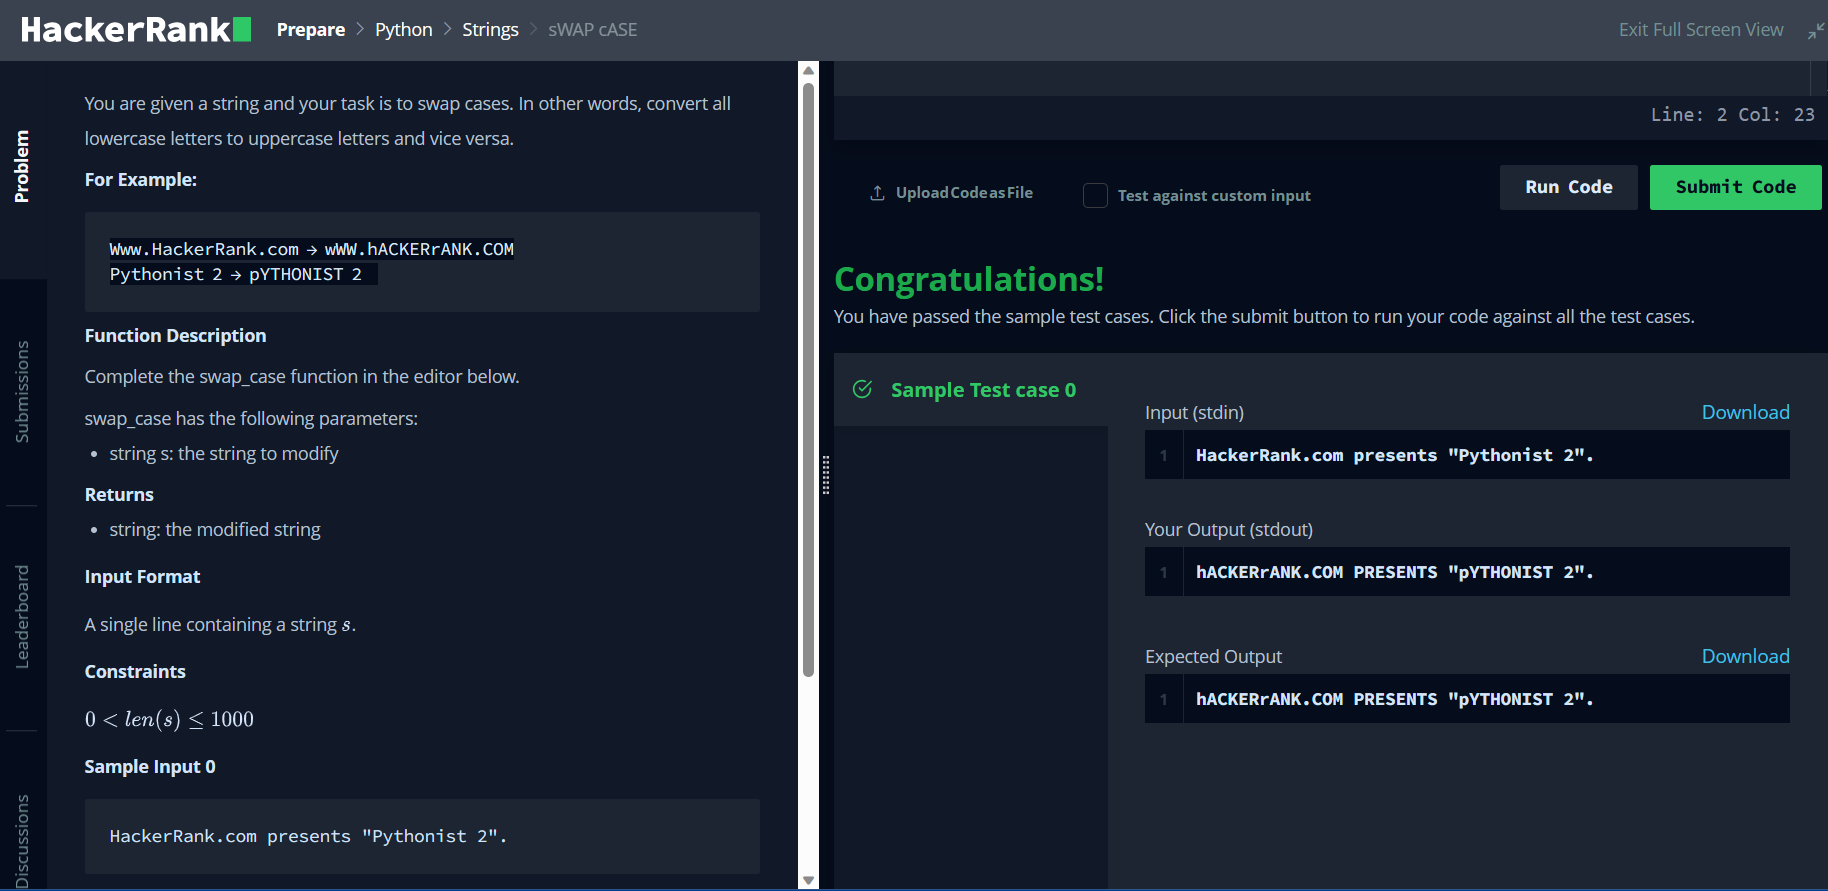 HackerRank
Prepare > Python > Strings > sWAP cASE
Exit Full Screen View
Problem
Submissions
Leaderboard
Discussions
You are given a string and your task is to swap cases. In other words, convert all
lowercase letters to uppercase letters and vice versa.
For Example:
Www.HackerRank.com → wWW.hACKERrANK.COM
Pythonist 2 → pYTHONIST 2
Function Description
Complete the swap_case function in the editor below.
swap_case has the following parameters:
• string s: the string to modify
Returns
• string: the modified string
Input Format
A single line containing a string s.
Constraints
0 < len(s) ≤ 1000
Sample Input 0
HackerRank.com presents "Pythonist 2".
Line: 2 Col: 23
Upload Code as File
Test against custom input
Run Code
Submit Code
Congratulations!
You have passed the sample test cases. Click the submit button to run your code against all the test cases.
Sample Test case 0
Input (stdin)
Download
1 HackerRank.com presents "Pythonist 2".
Your Output (stdout)
1 hACKERrANK.COM PRESENTS "pYTHONIST 2".
Expected Output
Download
1 hACKERrANK.COM PRESENTS "pYTHONIST 2".